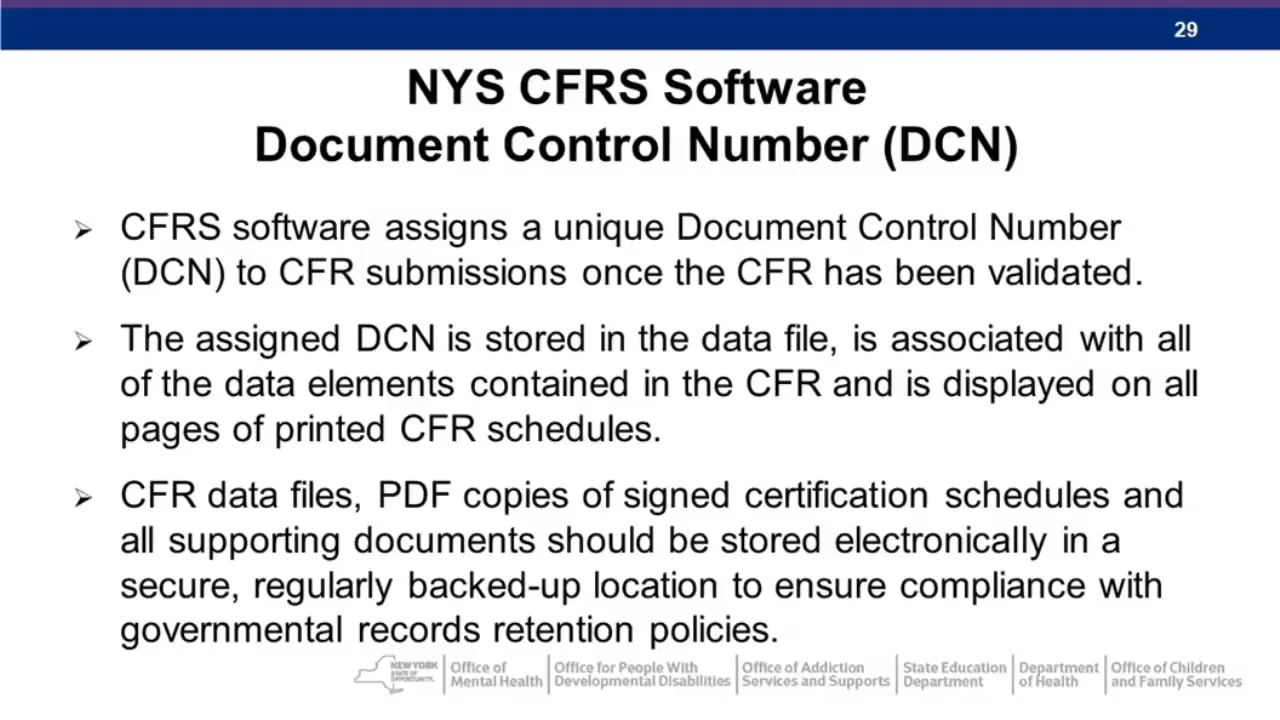 29
NYS CFRS Software
Document Control Number (DCN)
➢ CFRS software assigns a unique Document Control Number
(DCN) to CFR submissions once the CFR has been validated.
➢ The assigned DCN is stored in the data file, is associated with all
of the data elements contained in the CFR and is displayed on all
pages of printed CFR schedules.
➢ CFR data files, PDF copies of signed certification schedules and
all supporting documents should be stored electronically in a
secure, regularly backed-up location to ensure compliance with
governmental records retention policies.
NEW YORK
STATE OF
OPPORTUNITY.
Office of
Mental Health
Office for People With
Developmental Disabilities
Office of Addiction
Services and Supports
State Education
Department
Department
of Health
Office of Children
and Family Services